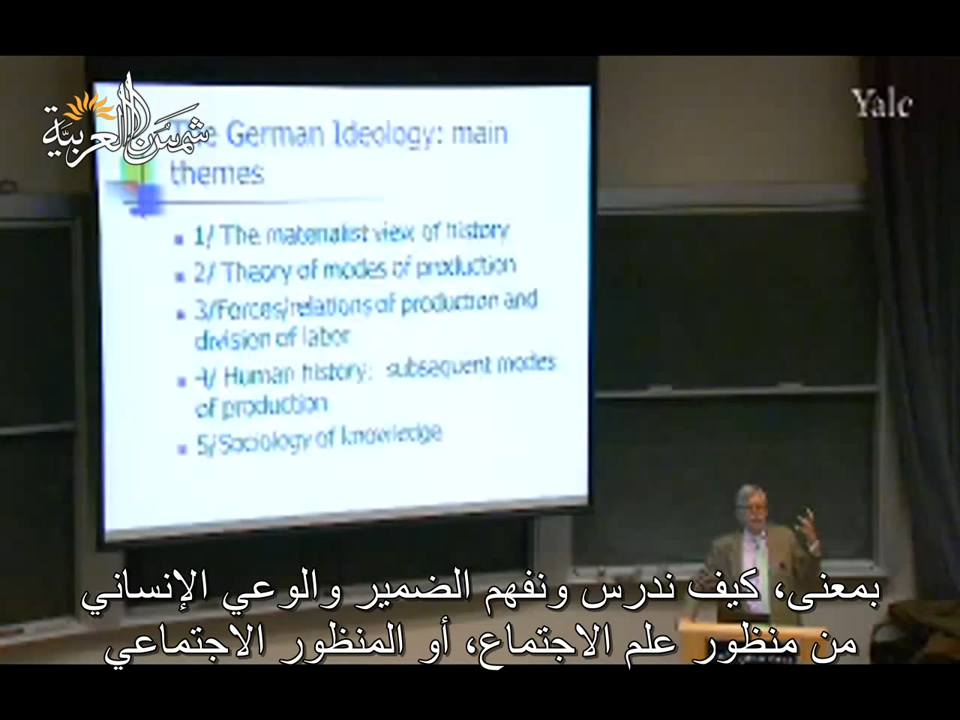 شمس العربية
Yale
The German Ideology: main
themes
1/ The materialist view of history
2/ Theory of modes of production
3/Forces/relations of production and
division of labor
4/ Human history: subsequent modes
of production
5/Sociology of knowledge
بمعنى، كيف ندرس ونفهم الضمير والوعي الإنساني
من منظور علم الاجتماع، أو المنظور الاجتماعي